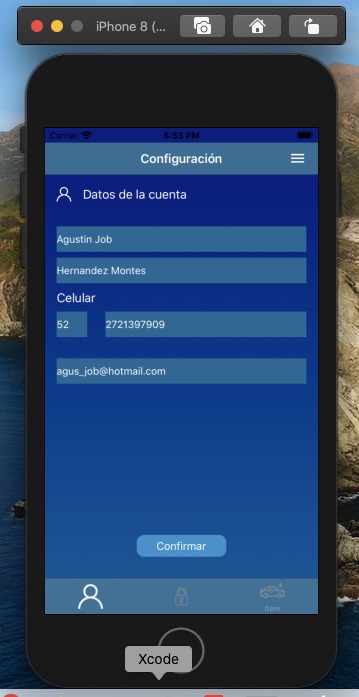 iPhone 8 (...
Carrier 6:53 PM
Configuración
Datos de la cuenta
Agustin Job
Hernandez Montes
Celular
52 2721397909
agus_job@hotmail.com
Confirmar
Item
Xcode